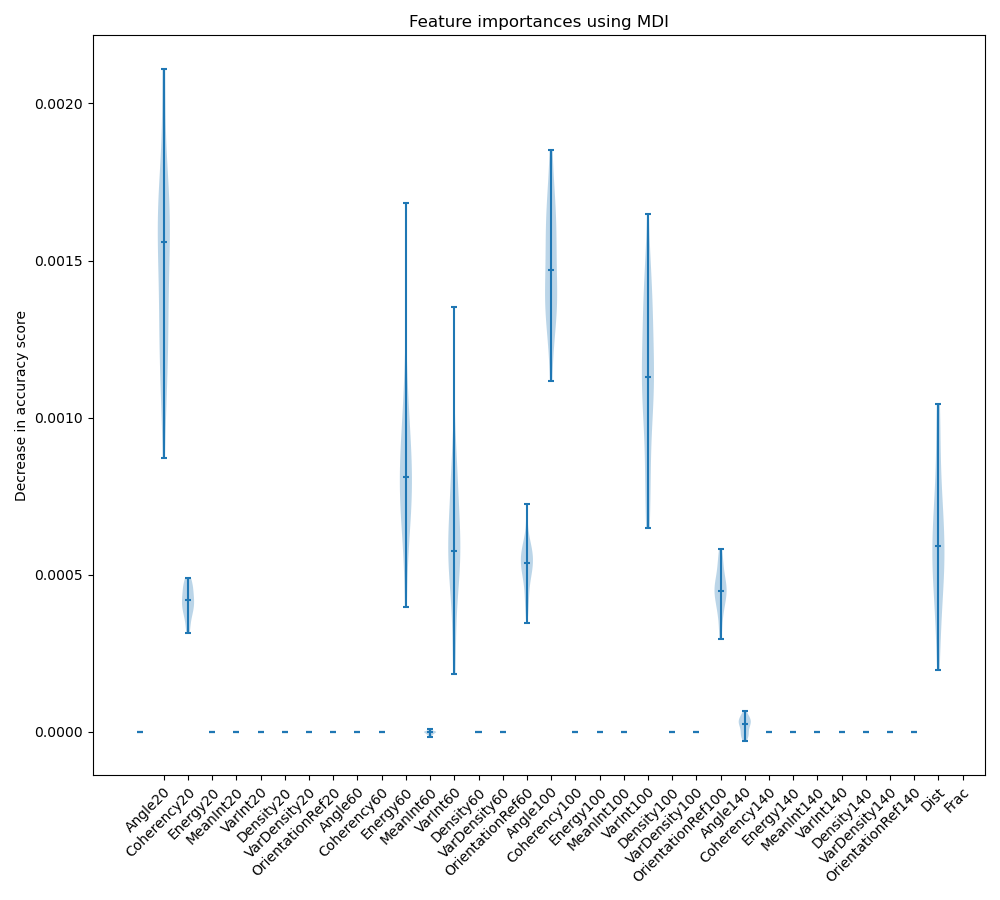 Feature importances using MDI
Decrease in accuracy score
0.0020
0.0015
0.0010
0.0005
0.0000
Angle20
Coherency20
Energy20
MeanInt20
VarInt20
Density20
VarDensity20
OrientationRef20
Angle60
Coherency60
Energy60
MeanInt60
VarInt60
Density60
VarDensity60
OrientationRef60
Angle100
Coherency100
Energy100
MeanInt100
VarInt100
Density100
VarDensity100
OrientationRef100
Angle140
Coherency140
Energy140
MeanInt140
VarInt140
Density140
VarDensity140
OrientationRef140
Dist
Frac